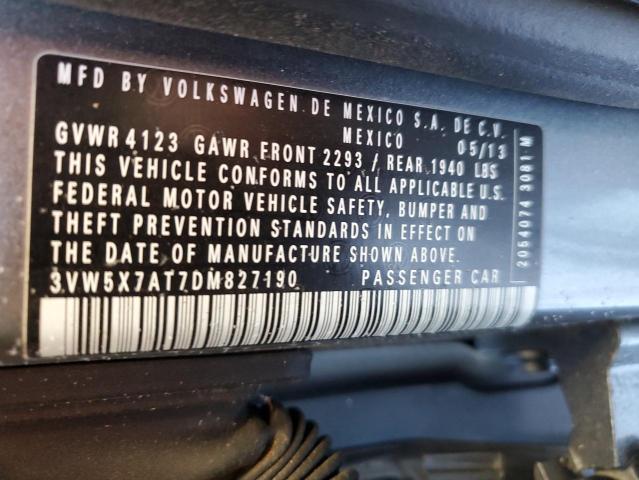 MFD BY VOLKSWAGEN DE MEXICO S.A. DE C.V.
MEXICO 05/13
GVWR 4123 GAWR FRONT 2293 / REAR 1940 LBS
THIS VEHICLE CONFORMS TO ALL APPLICABLE U.S.
FEDERAL MOTOR VEHICLE SAFETY, BUMPER AND
THEFT PREVENTION STANDARDS IN EFFECT ON
THE DATE OF MANUFACTURE SHOWN ABOVE.
3VW5X7AT7DM827190 PASSENGER CAR
2054074 3081 M